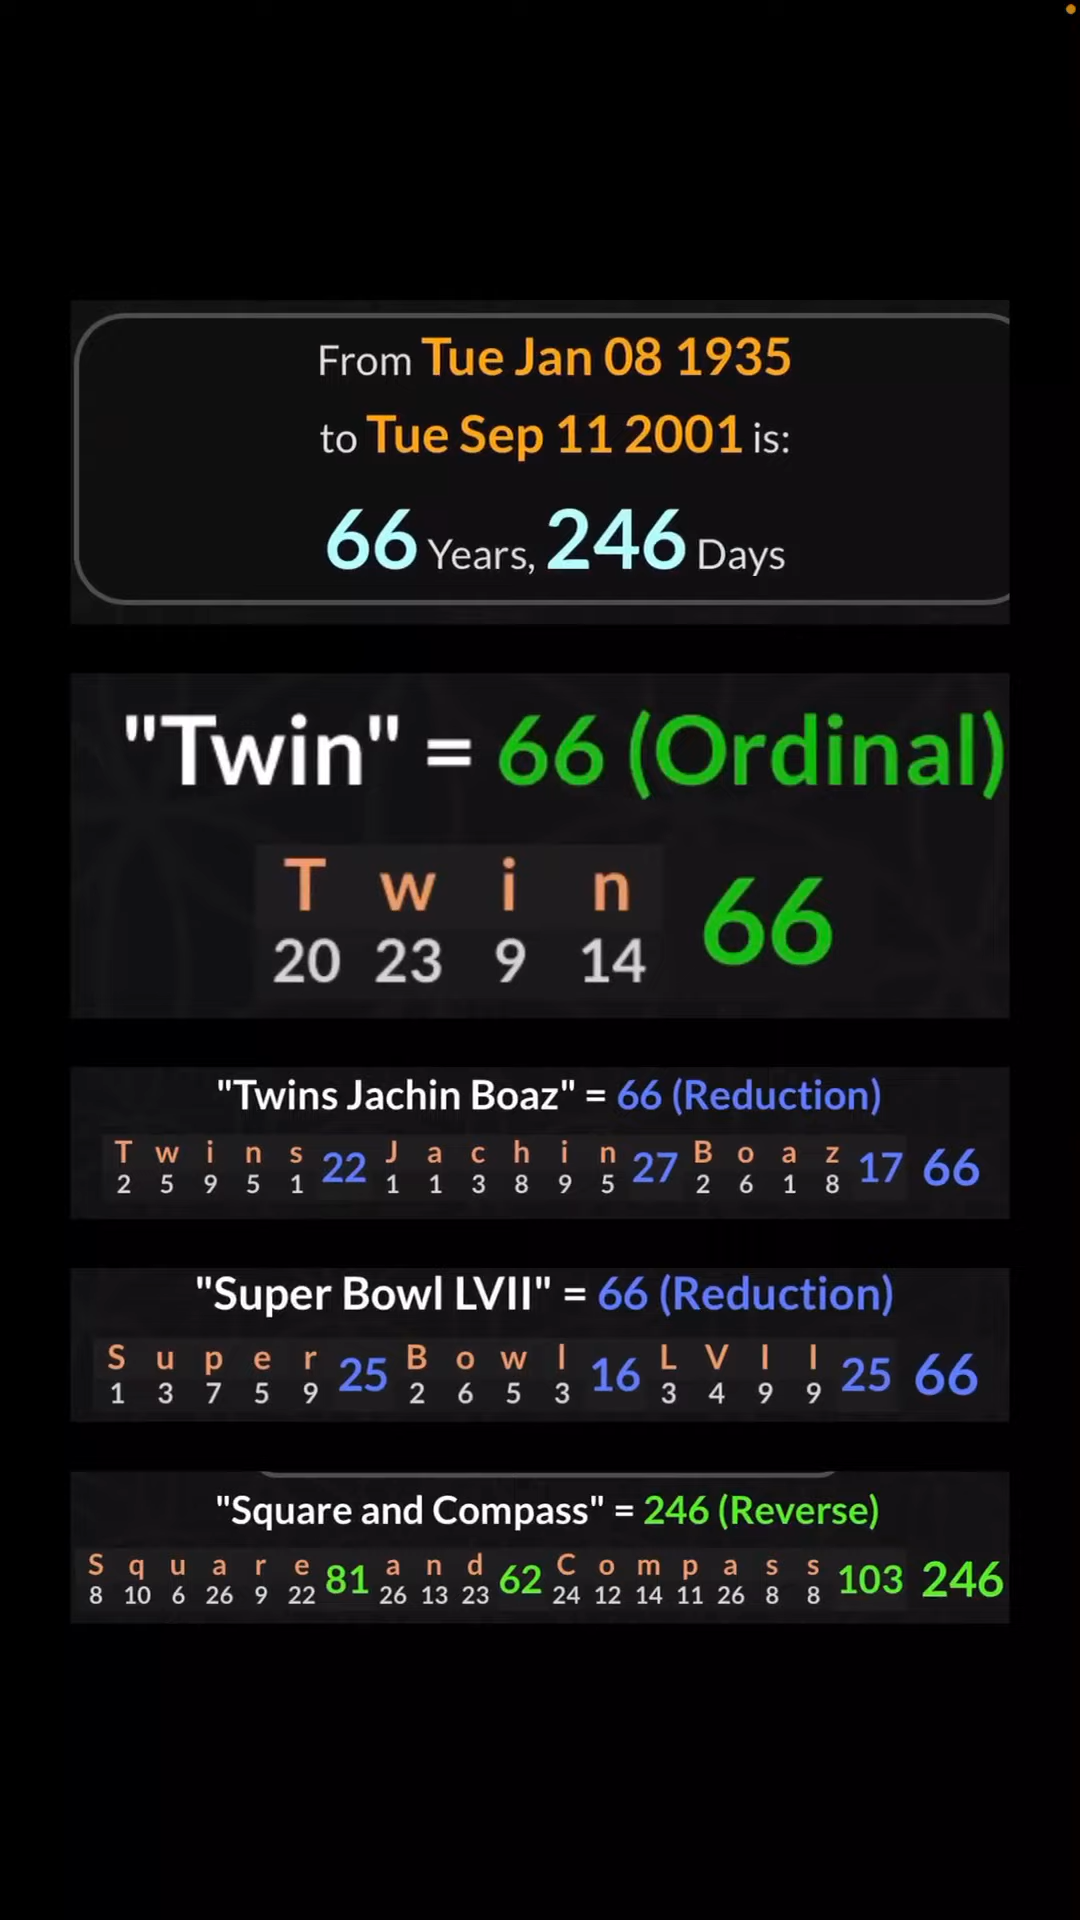 From Tue Jan 08 1935
to Tue Sep 11 2001 is:
66 Years, 246 Days
"Twin" = 66 (Ordinal)
T w i n 66
20 23 9 14
"Twins Jachin Boaz" = 66 (Reduction)
T w i n s 22 J a c h i n 27 B o a z 17 66
2 5 9 5 1 1 1 3 8 9 5 2 6 1 8
"Super Bowl LVII" = 66 (Reduction)
S u p e r 25 B o w l 16 L V I I 25 66
1 3 7 5 9 2 6 5 3 3 4 9 9
"Square and Compass" = 246 (Reverse)
S q u a r e 81 a n d 62 C o m p a s s 103 246
8 10 6 26 9 22 26 13 23 24 12 14 11 26 8 8